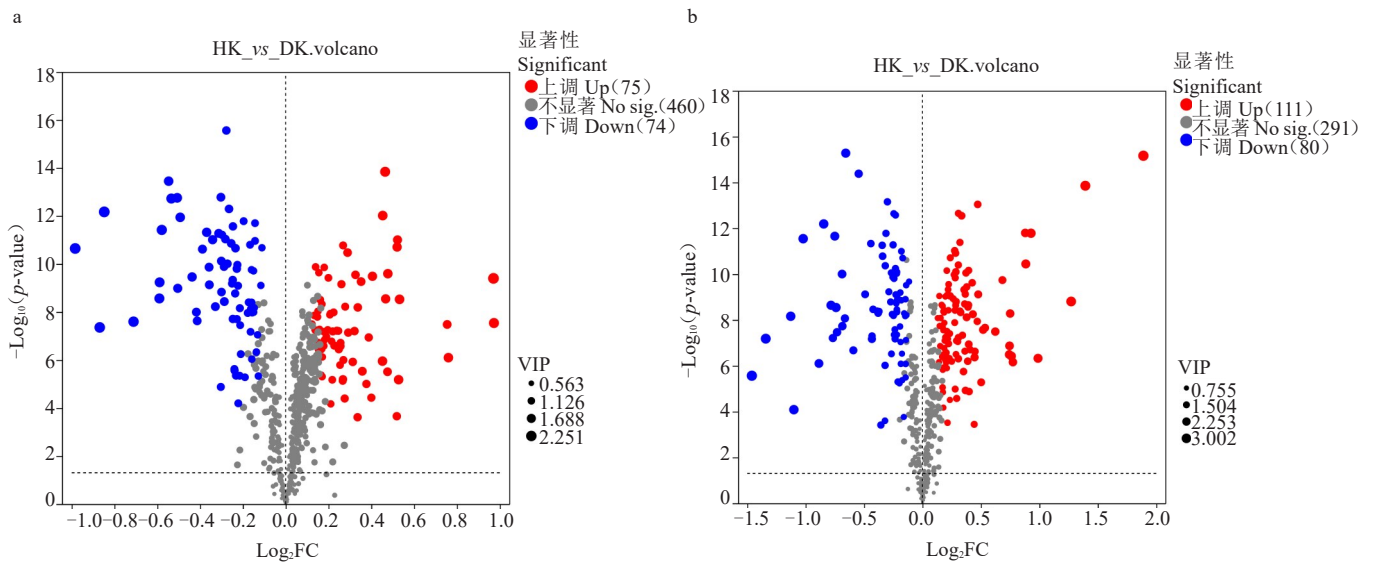 a
HK_vs_DK.volcano
显著性
Significant
上调 Up(75)
不显著 No sig.(460)
下调 Down(74)
18
16
14
12
10
8
6
4
2
0
−Log₁₀(p-value)
−1.0 −0.8 −0.6 −0.4 −0.2 0.0 0.2 0.4 0.6 0.8 1.0
Log₂FC
VIP
0.563
1.126
1.688
2.251
b
HK_vs_DK.volcano
显著性
Significant
上调 Up(111)
不显著 No sig.(291)
下调 Down(80)
18
16
14
12
10
8
6
4
2
0
−Log₁₀(p-value)
−1.5 −1.0 −0.5 0.0 0.5 1.0 1.5 2.0
Log₂FC
VIP
0.755
1.504
2.253
3.002